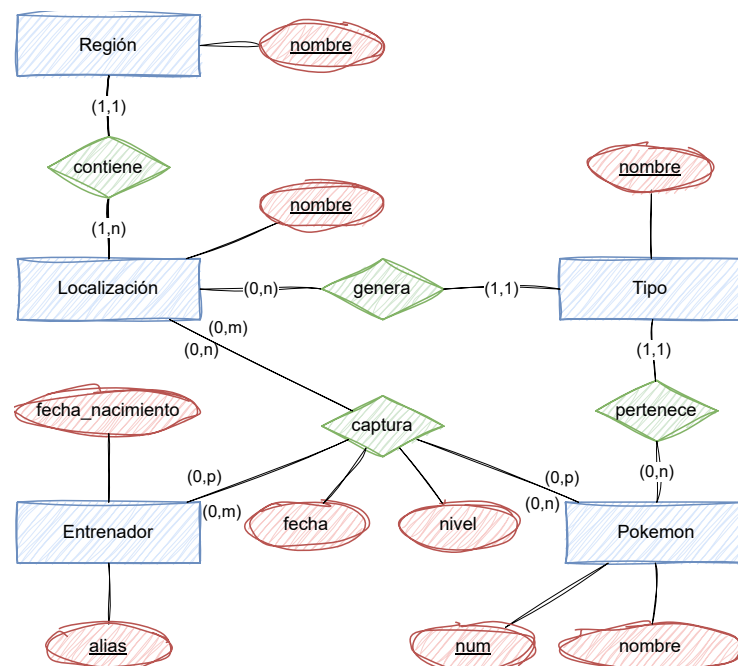 Región
nombre
(1,1)
contiene
nombre
(1,n)
nombre
Localización
(0,n)
genera
(1,1)
Tipo
(0,m)
(0,n)
(1,1)
fecha_nacimiento
captura
pertenece
(0,p)
(0,p)
(0,n)
(0,m)
(0,n)
Entrenador
fecha
nivel
Pokemon
alias
num
nombre